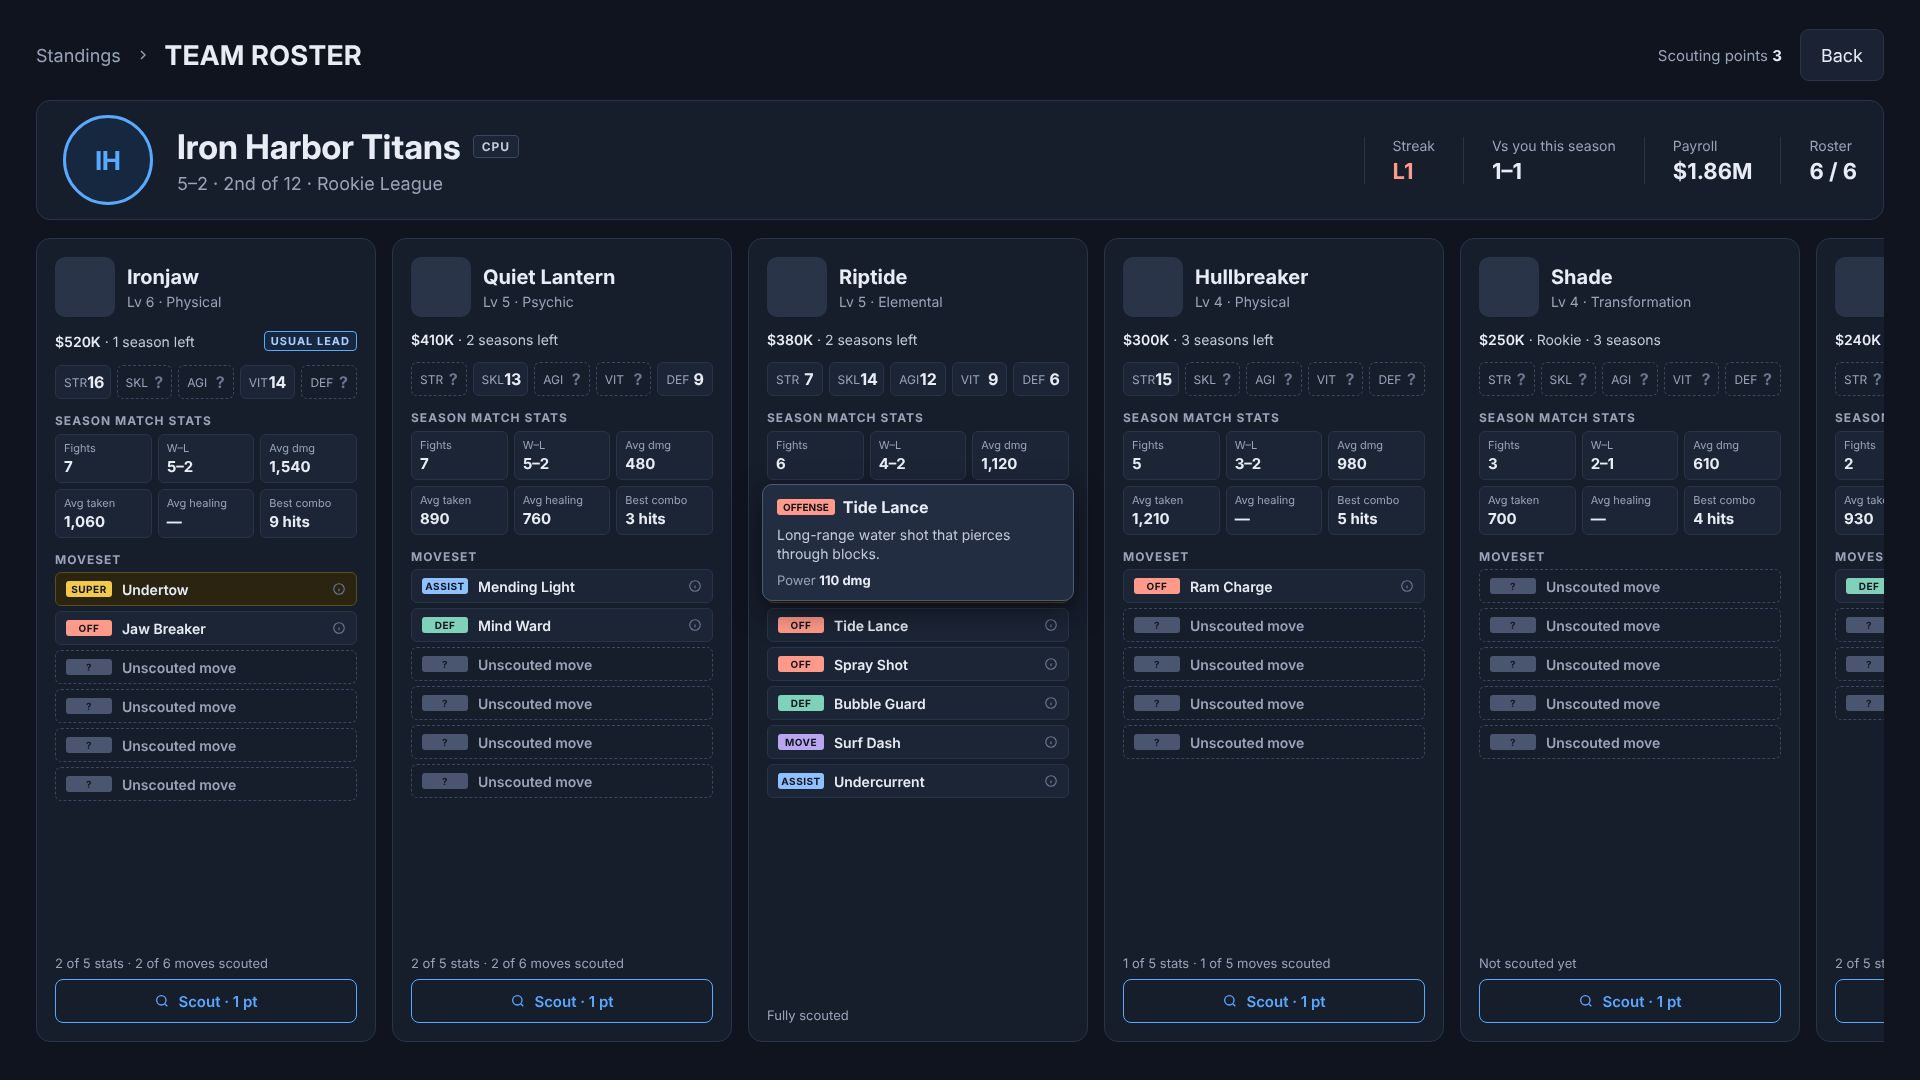 Standings › TEAM ROSTER
Scouting points 3
Back
IH
Iron Harbor Titans CPU
5–2 · 2nd of 12 · Rookie League
Streak
L1
Vs you this season
1–1
Payroll
$1.86M
Roster
6 / 6
Ironjaw
Lv 6 · Physical
$520K · 1 season left USUAL LEAD
STR 16 SKL ? AGI ? VIT 14 DEF ?
SEASON MATCH STATS
Fights W–L Avg dmg
7 5–2 1,540
Avg taken Avg healing Best combo
1,060 — 9 hits
MOVESET
SUPER Undertow
OFF Jaw Breaker
? Unscouted move
? Unscouted move
? Unscouted move
? Unscouted move
2 of 5 stats · 2 of 6 moves scouted
Scout · 1 pt
Quiet Lantern
Lv 5 · Psychic
$410K · 2 seasons left
STR ? SKL 13 AGI ? VIT ? DEF 9
SEASON MATCH STATS
Fights W–L Avg dmg
7 5–2 480
Avg taken Avg healing Best combo
890 760 3 hits
MOVESET
ASSIST Mending Light
DEF Mind Ward
? Unscouted move
? Unscouted move
? Unscouted move
? Unscouted move
2 of 5 stats · 2 of 6 moves scouted
Scout · 1 pt
Riptide
Lv 5 · Elemental
$380K · 2 seasons left
STR 7 SKL 14 AGI 12 VIT 9 DEF 6
SEASON MATCH STATS
Fights W–L Avg dmg
6 4–2 1,120
OFFENSE Tide Lance
Long-range water shot that pierces
through blocks.
Power 110 dmg
OFF Tide Lance
OFF Spray Shot
DEF Bubble Guard
MOVE Surf Dash
ASSIST Undercurrent
Fully scouted
Hullbreaker
Lv 4 · Physical
$300K · 3 seasons left
STR 15 SKL ? AGI ? VIT ? DEF ?
SEASON MATCH STATS
Fights W–L Avg dmg
5 3–2 980
Avg taken Avg healing Best combo
1,210 — 5 hits
MOVESET
OFF Ram Charge
? Unscouted move
? Unscouted move
? Unscouted move
? Unscouted move
1 of 5 stats · 1 of 5 moves scouted
Scout · 1 pt
Shade
Lv 4 · Transformation
$250K · Rookie · 3 seasons
STR ? SKL ? AGI ? VIT ? DEF ?
SEASON MATCH STATS
Fights W–L Avg dmg
3 2–1 610
Avg taken Avg healing Best combo
700 — 4 hits
MOVESET
? Unscouted move
? Unscouted move
? Unscouted move
? Unscouted move
? Unscouted move
Not scouted yet
Scout · 1 pt
$240K
STR ?
Fights
2
930
DEF
?
?
?
2 of 5